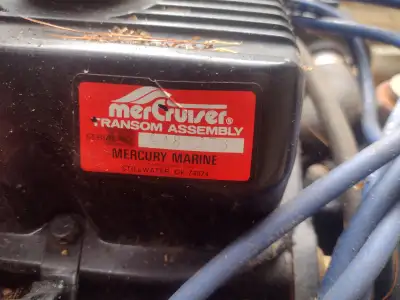 merCruiser®
TRANSOM ASSEMBLY
MERCURY MARINE
STILLWATER, OK 74074